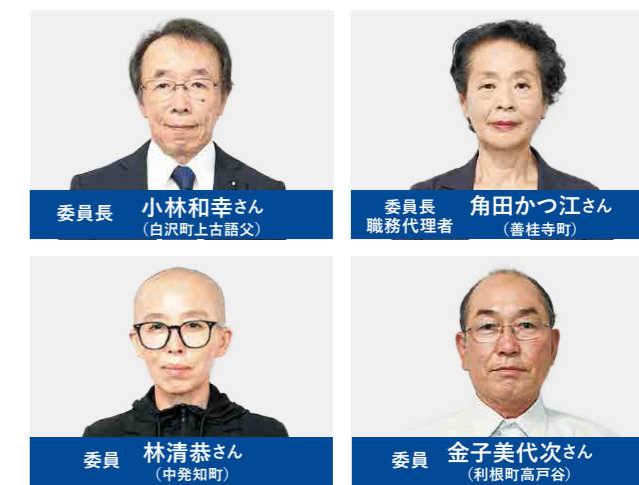 委員長 小林和幸さん
（白沢町上古語父）
委員長
職務代理者 角田かつ江さん
（善桂寺町）
委員 林清恭さん
（中発知町）
委員 金子美代次さん
（利根町高戸谷）